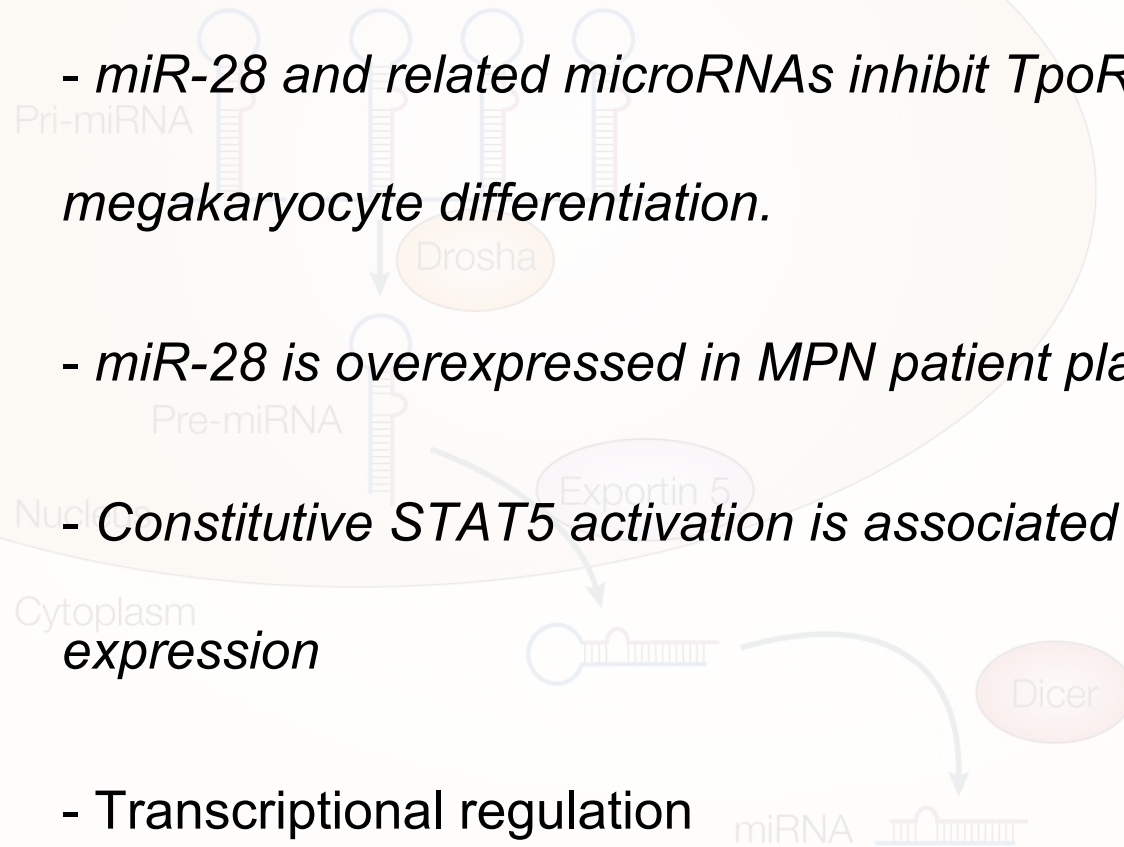 - miR-28 and related microRNAs inhibit TpoR
Pri-miRNA
megakaryocyte differentiation.
Drosha
- miR-28 is overexpressed in MPN patient pla
Pre-miRNA
Exportin 5
Nucleus
- Constitutive STAT5 activation is associated
Cytoplasm
expression
Dicer
- Transcriptional regulation
miRNA